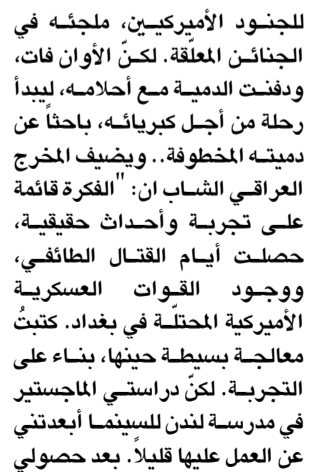 للجنود الأميركيين، ملجئه في
الجنائن المعلّقة. لكنّ الأوان فات،
ودفنت الدمية مع أحلامه، ليبدأ
رحلة من أجل كبريائه، باحثاً عن
دميته المخطوفة.. ويضيف المخرج
العراقي الشاب ان: "الفكرة قائمة
على تجربة وأحداث حقيقية،
حصلت أيام القتال الطائفي،
ووجود القوات العسكرية
الأميركية المحتلّة في بغداد. كتبتُ
معالجة بسيطة حينها، بناء على
التجربة. لكنّ دراستي الماجستير
في مدرسة لندن للسينما أبعدتني
عن العمل عليها قليلاً. بعد حصولي